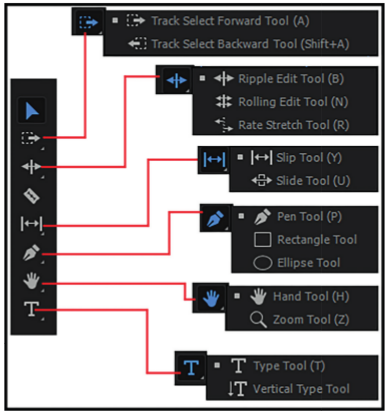 Track Select Forward Tool (A)
Track Select Backward Tool (Shift+A)
Ripple Edit Tool (B)
Rolling Edit Tool (N)
Rate Stretch Tool (R)
Slip Tool (Y)
Slide Tool (U)
Pen Tool (P)
Rectangle Tool
Ellipse Tool
Hand Tool (H)
Zoom Tool (Z)
Type Tool (T)
Vertical Type Tool